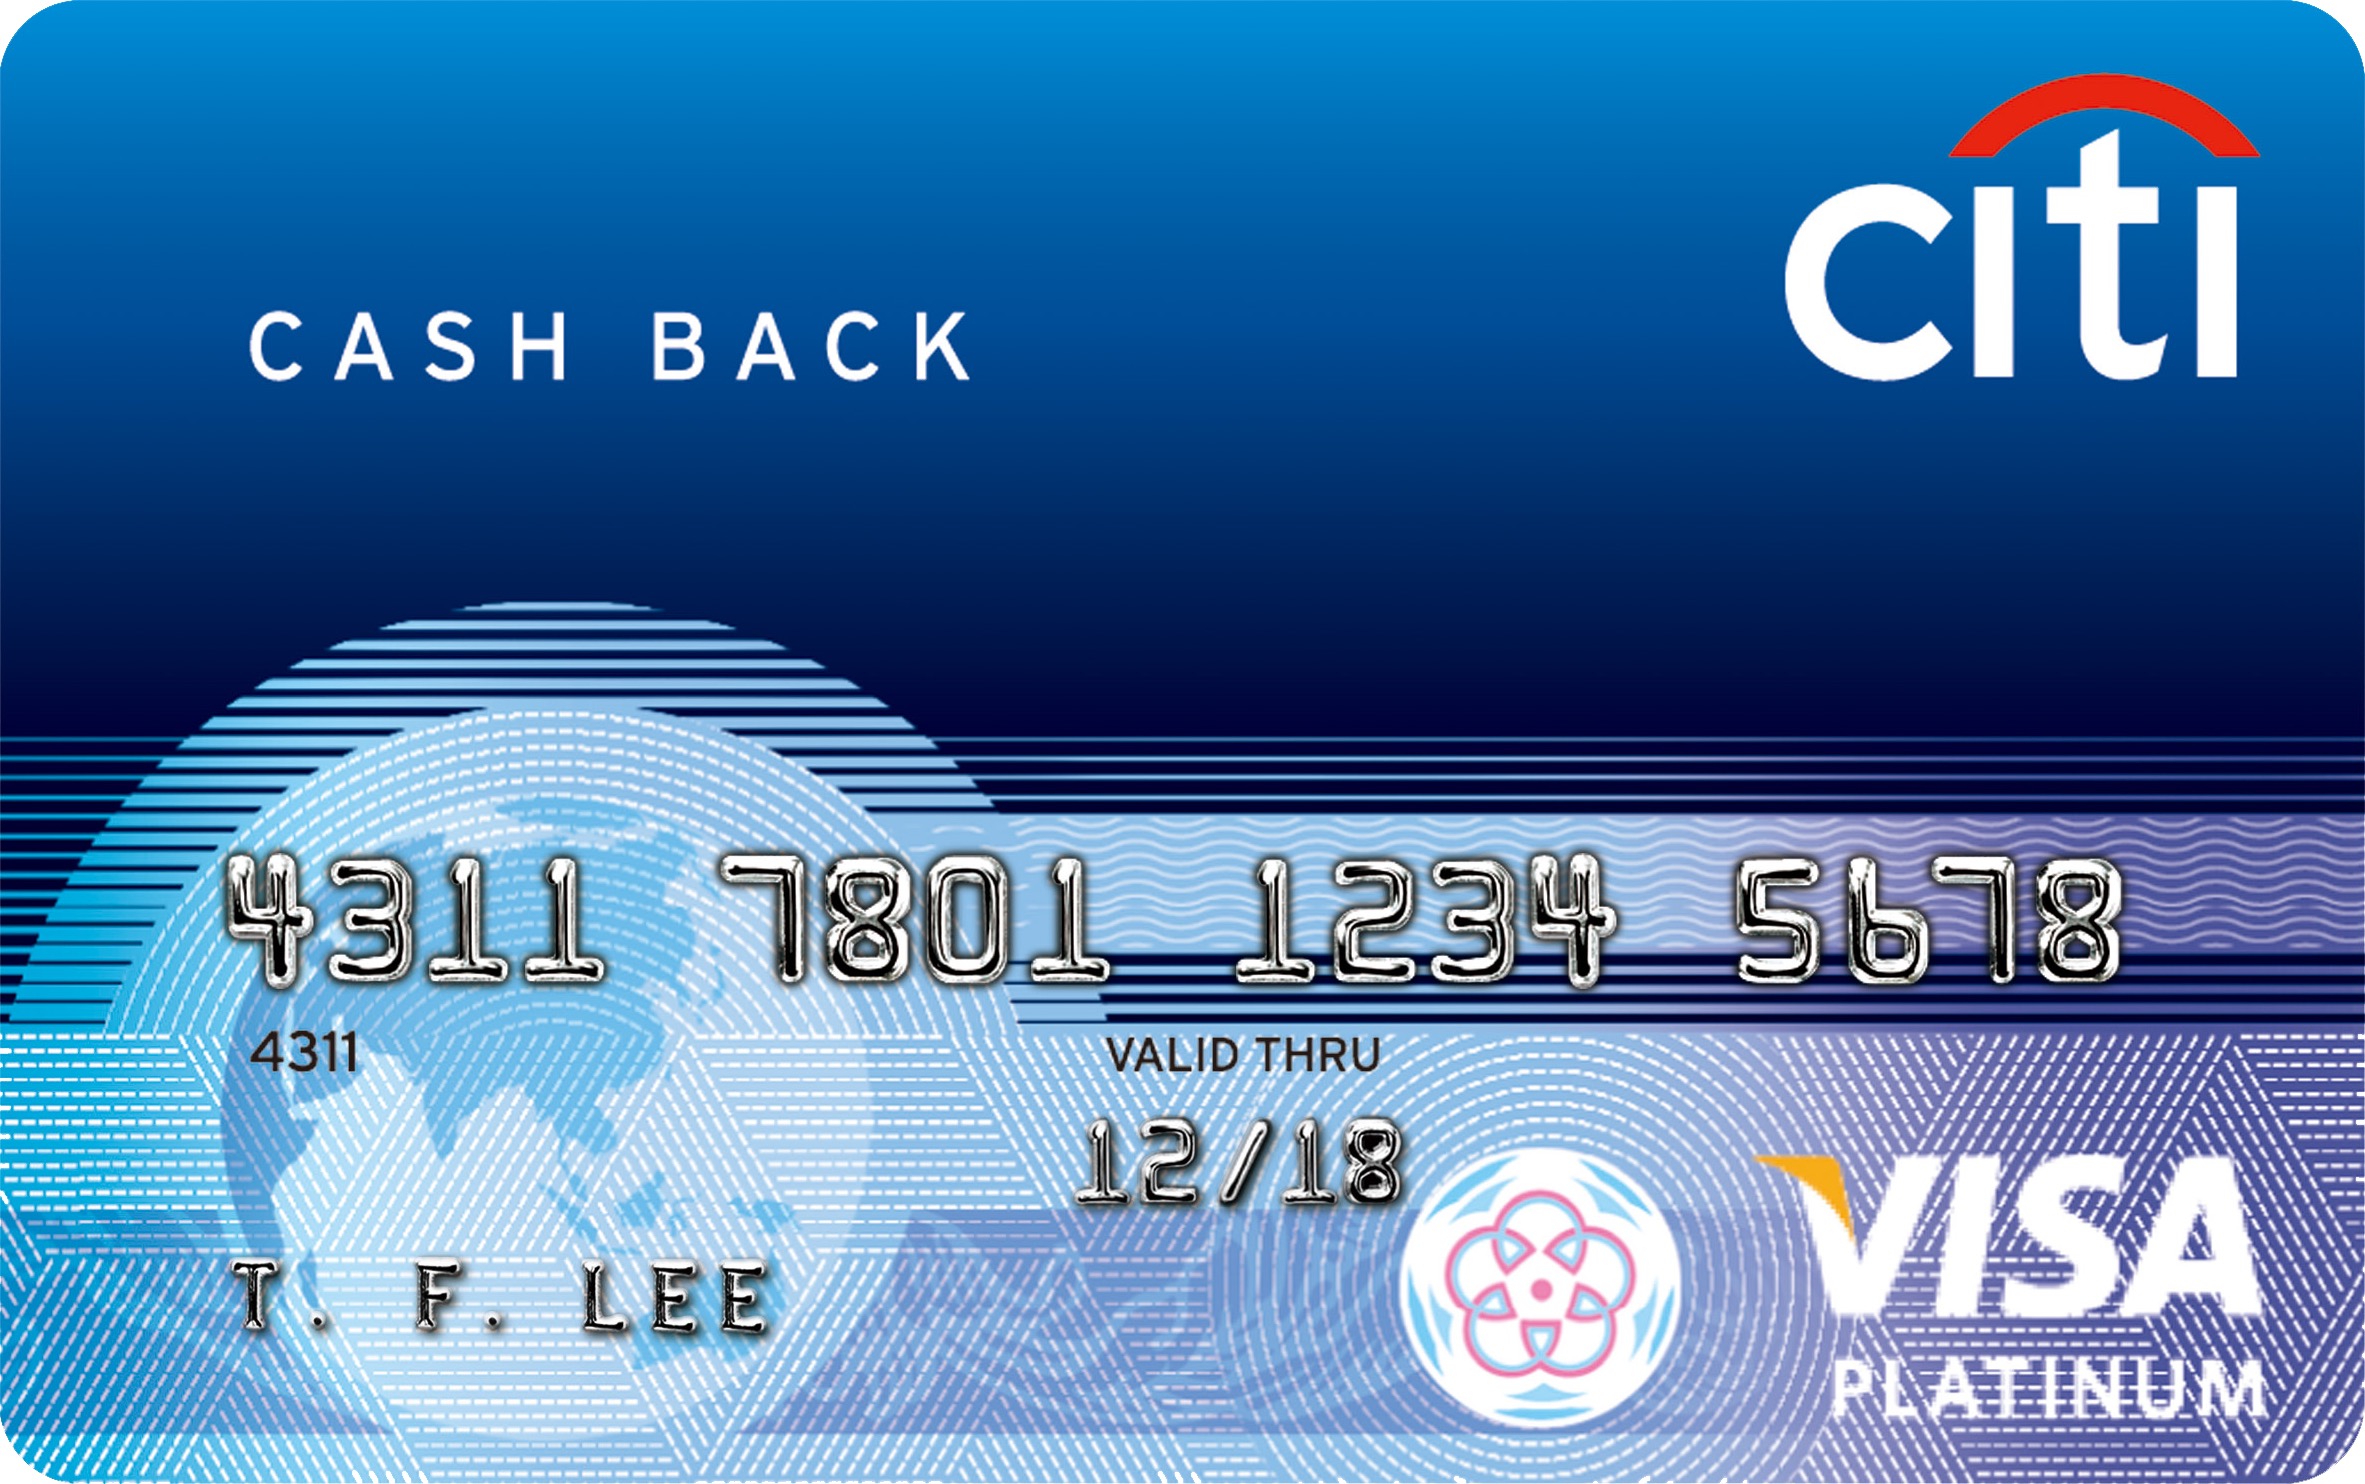 citi
CASH BACK
4311 7801 1234 5678
4311
VALID THRU
12/18
T. F. LEE
VISA
PLATINUM